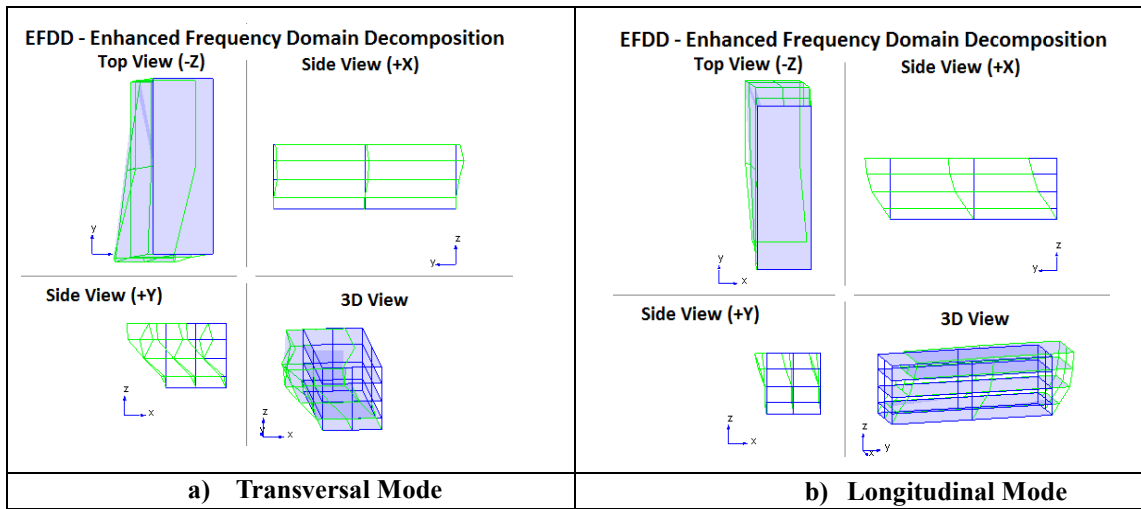 EFDD - Enhanced Frequency Domain Decomposition
Top View (-Z)
Side View (+X)
y
z
y
Side View (+Y)
3D View
z
x
z
y
x
a) Transversal Mode
EFDD - Enhanced Frequency Domain Decomposition
Top View (-Z)
Side View (+X)
y
x
z
y
Side View (+Y)
3D View
z
x
z
y
x
b) Longitudinal Mode